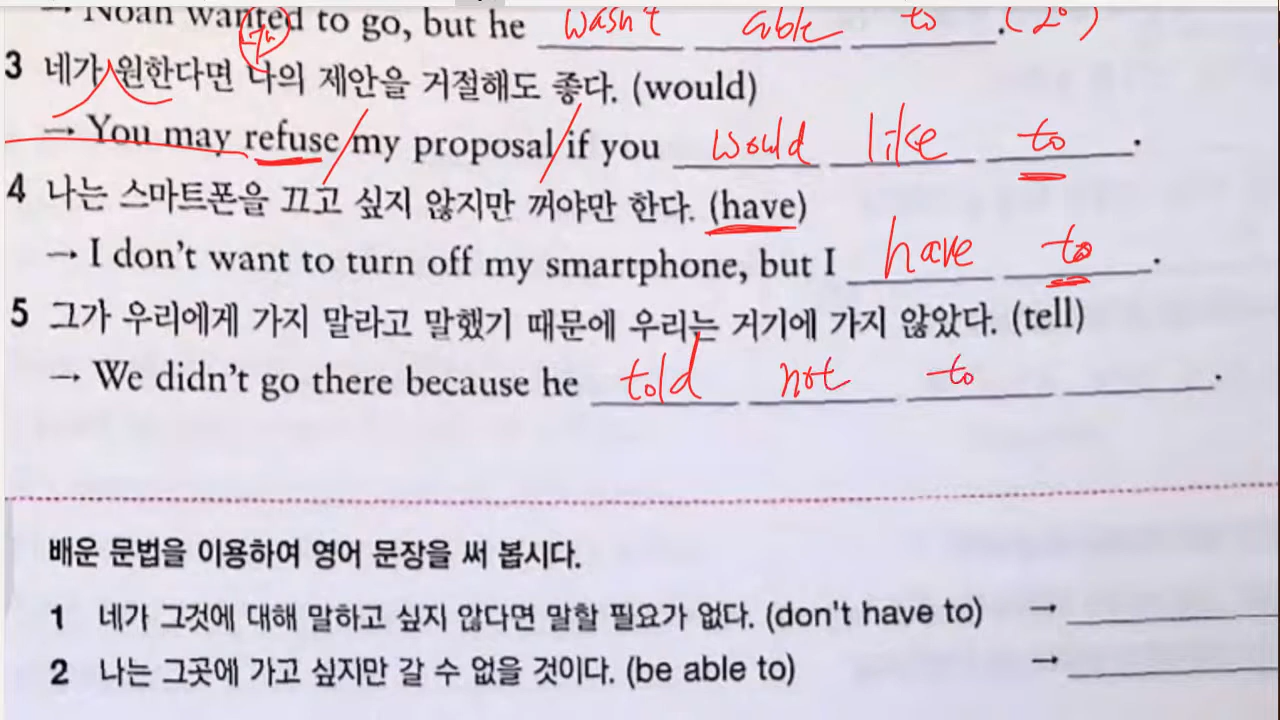 → Noah wanted to go, but he wasn't able to. (20)
3 네가 원한다면 나의 제안을 거절해도 좋다. (would)
→ You may refuse my proposal if you would like to.
4 나는 스마트폰을 끄고 싶지 않지만 꺼야만 한다. (have)
→ I don't want to turn off my smartphone, but I have to.
5 그가 우리에게 가지 말라고 말했기 때문에 우리는 거기에 가지 않았다. (tell)
→ We didn't go there because he told not to ____.
배운 문법을 이용하여 영어 문장을 써 봅시다.
1 네가 그것에 대해 말하고 싶지 않다면 말할 필요가 없다. (don't have to) →
2 나는 그곳에 가고 싶지만 갈 수 없을 것이다. (be able to) →